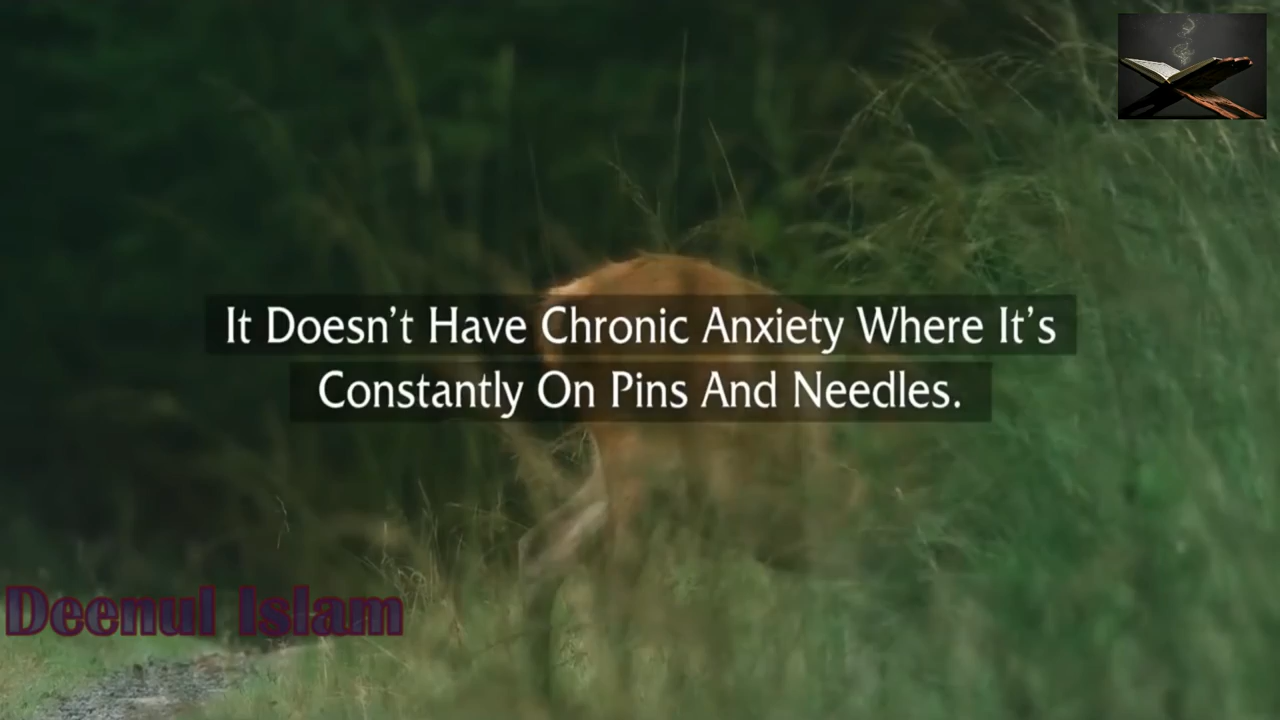 It Doesn’t Have Chronic Anxiety Where It’s
Constantly On Pins And Needles.
Deenul Islam